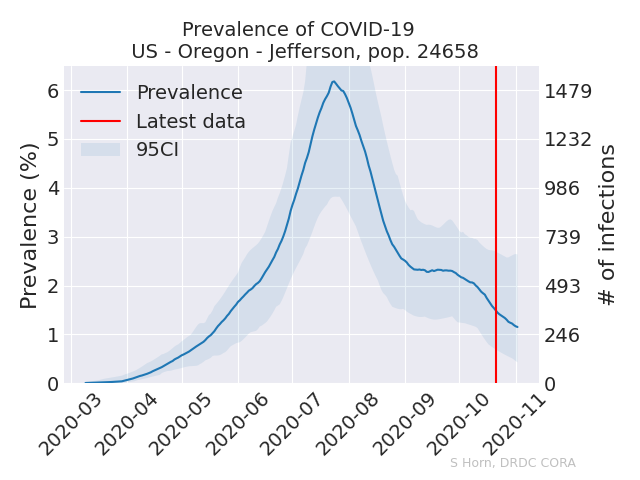 Prevalence of COVID-19
US - Oregon - Jefferson, pop. 24658
Prevalence
Latest data
95CI
Prevalence (%)
6
5
4
3
2
1
0
1479
1232
986
739
493
246
0
# of infections
2020-03
2020-04
2020-05
2020-06
2020-07
2020-08
2020-09
2020-10
2020-11
S Horn, DRDC CORA